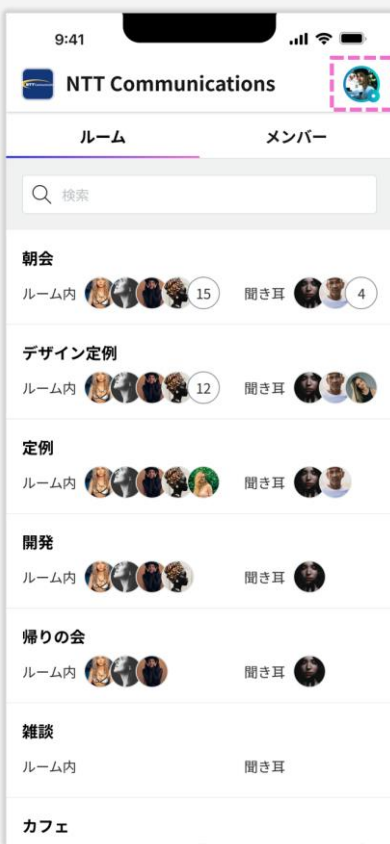 9:41
NTT Communications
ルーム メンバー
検索
朝会
ルーム内 15 聞き耳 4
デザイン定例
ルーム内 12 聞き耳
定例
ルーム内 聞き耳
開発
ルーム内 聞き耳
帰りの会
ルーム内 聞き耳
雑談
ルーム内 聞き耳
カフェ